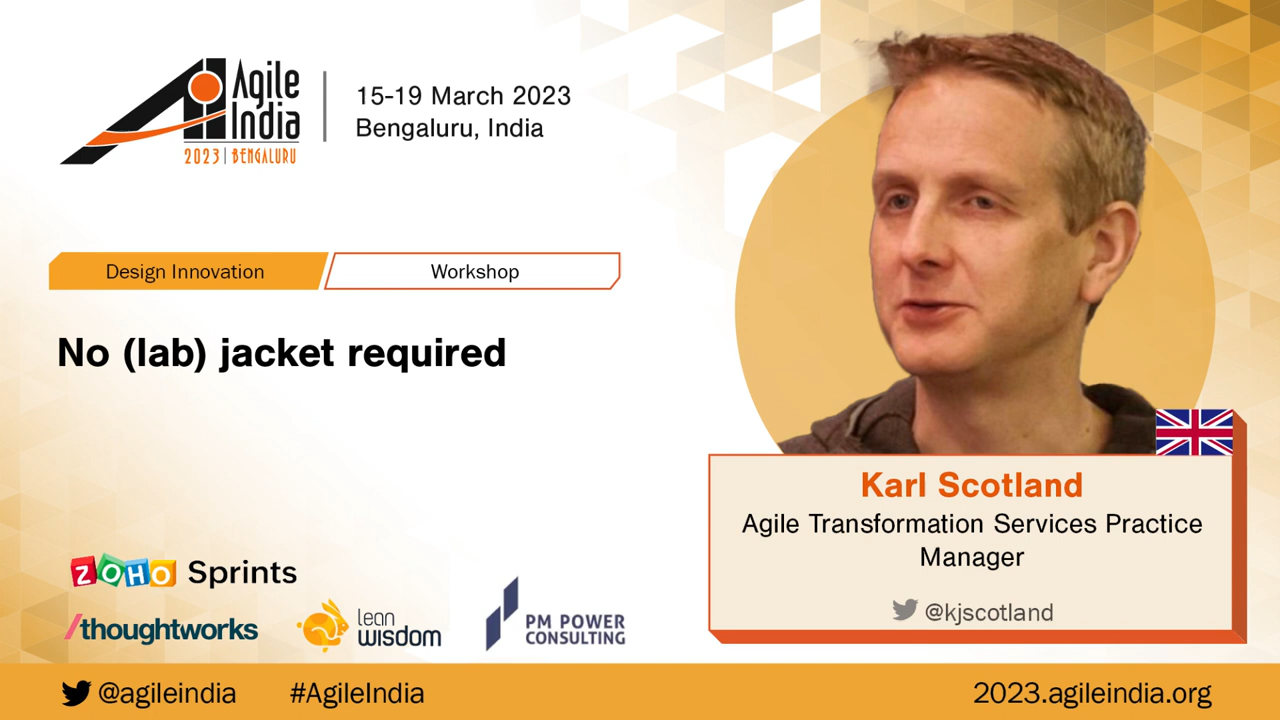 Agile
India
2023 | BENGALURU
15-19 March 2023
Bengaluru, India
Design Innovation
Workshop
No (lab) jacket required
Karl Scotland
Agile Transformation Services Practice
Manager
@kjscotland
ZOHO Sprints
/thoughtworks
lean
wisdom
PM POWER
CONSULTING
@agileindia
#AgileIndia
2023.agileindia.org